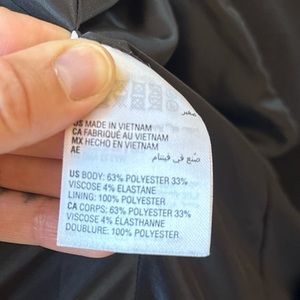 صغير
US MADE IN VIETNAM
CA FABRIQUÉ AU VIETNAM
MX HECHO EN VIETNAM
AE
صنع في فيتنام
US BODY: 63% POLYESTER 33%
VISCOSE 4% ELASTANE
LINING: 100% POLYESTER
CA CORPS: 63% POLYESTER 33%
VISCOSE 4% ÉLASTHANNE
DOUBLURE: 100% POLYESTER